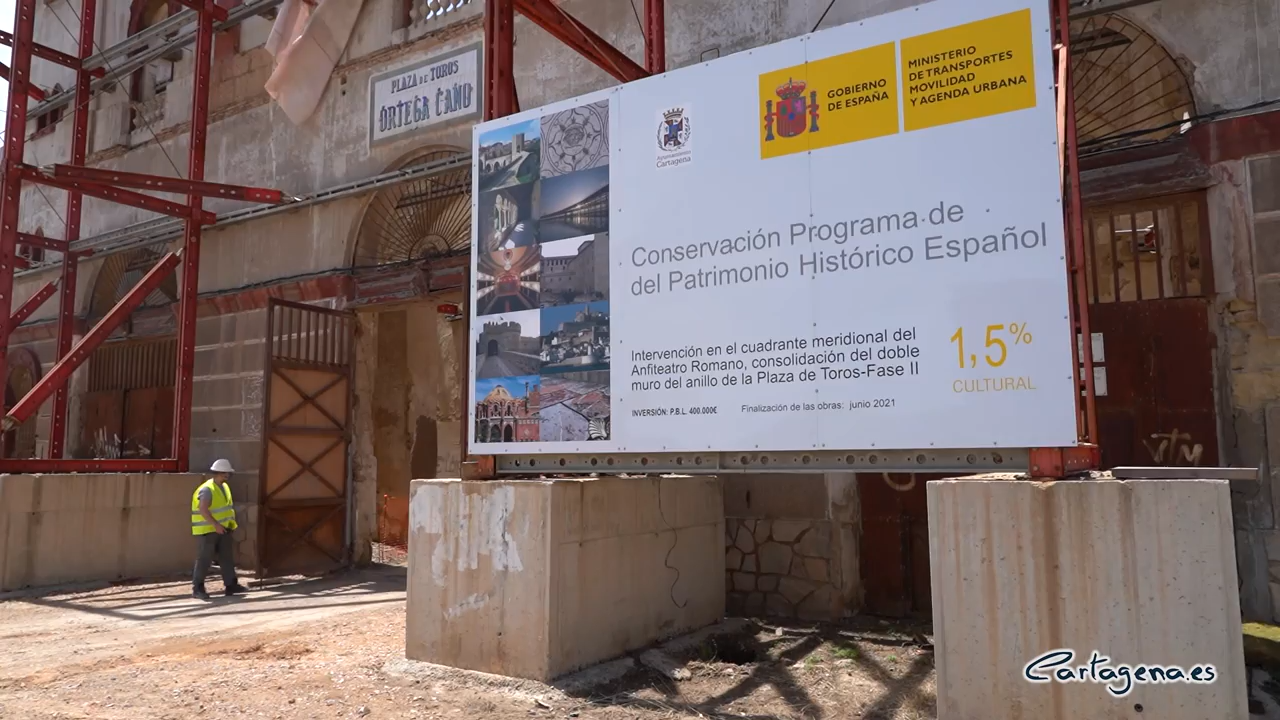 PLAZA DE TOROS
ORTEGA CANO
Ayuntamiento
Cartagena
GOBIERNO
DE ESPAÑA
MINISTERIO
DE TRANSPORTES
MOVILIDAD
Y AGENDA URBANA
Conservación Programa de
del Patrimonio Histórico Español
Intervención en el cuadrante meridional del
Anfiteatro Romano, consolidación del doble
muro del anillo de la Plaza de Toros-Fase II
1,5%
CULTURAL
INVERSIÓN: P.B.L. 400.000€ Finalización de las obras: junio 2021
Cartagena.es